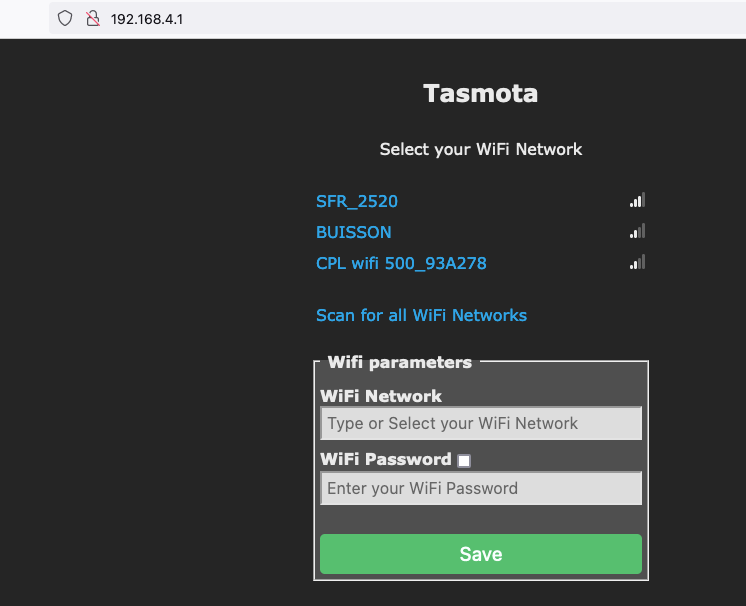 192.168.4.1
Tasmota
Select your WiFi Network
SFR_2520
BUISSON
CPL wifi 500_93A278
Scan for all WiFi Networks
Wifi parameters
WiFi Network
Type or Select your WiFi Network
WiFi Password
Enter your WiFi Password
Save